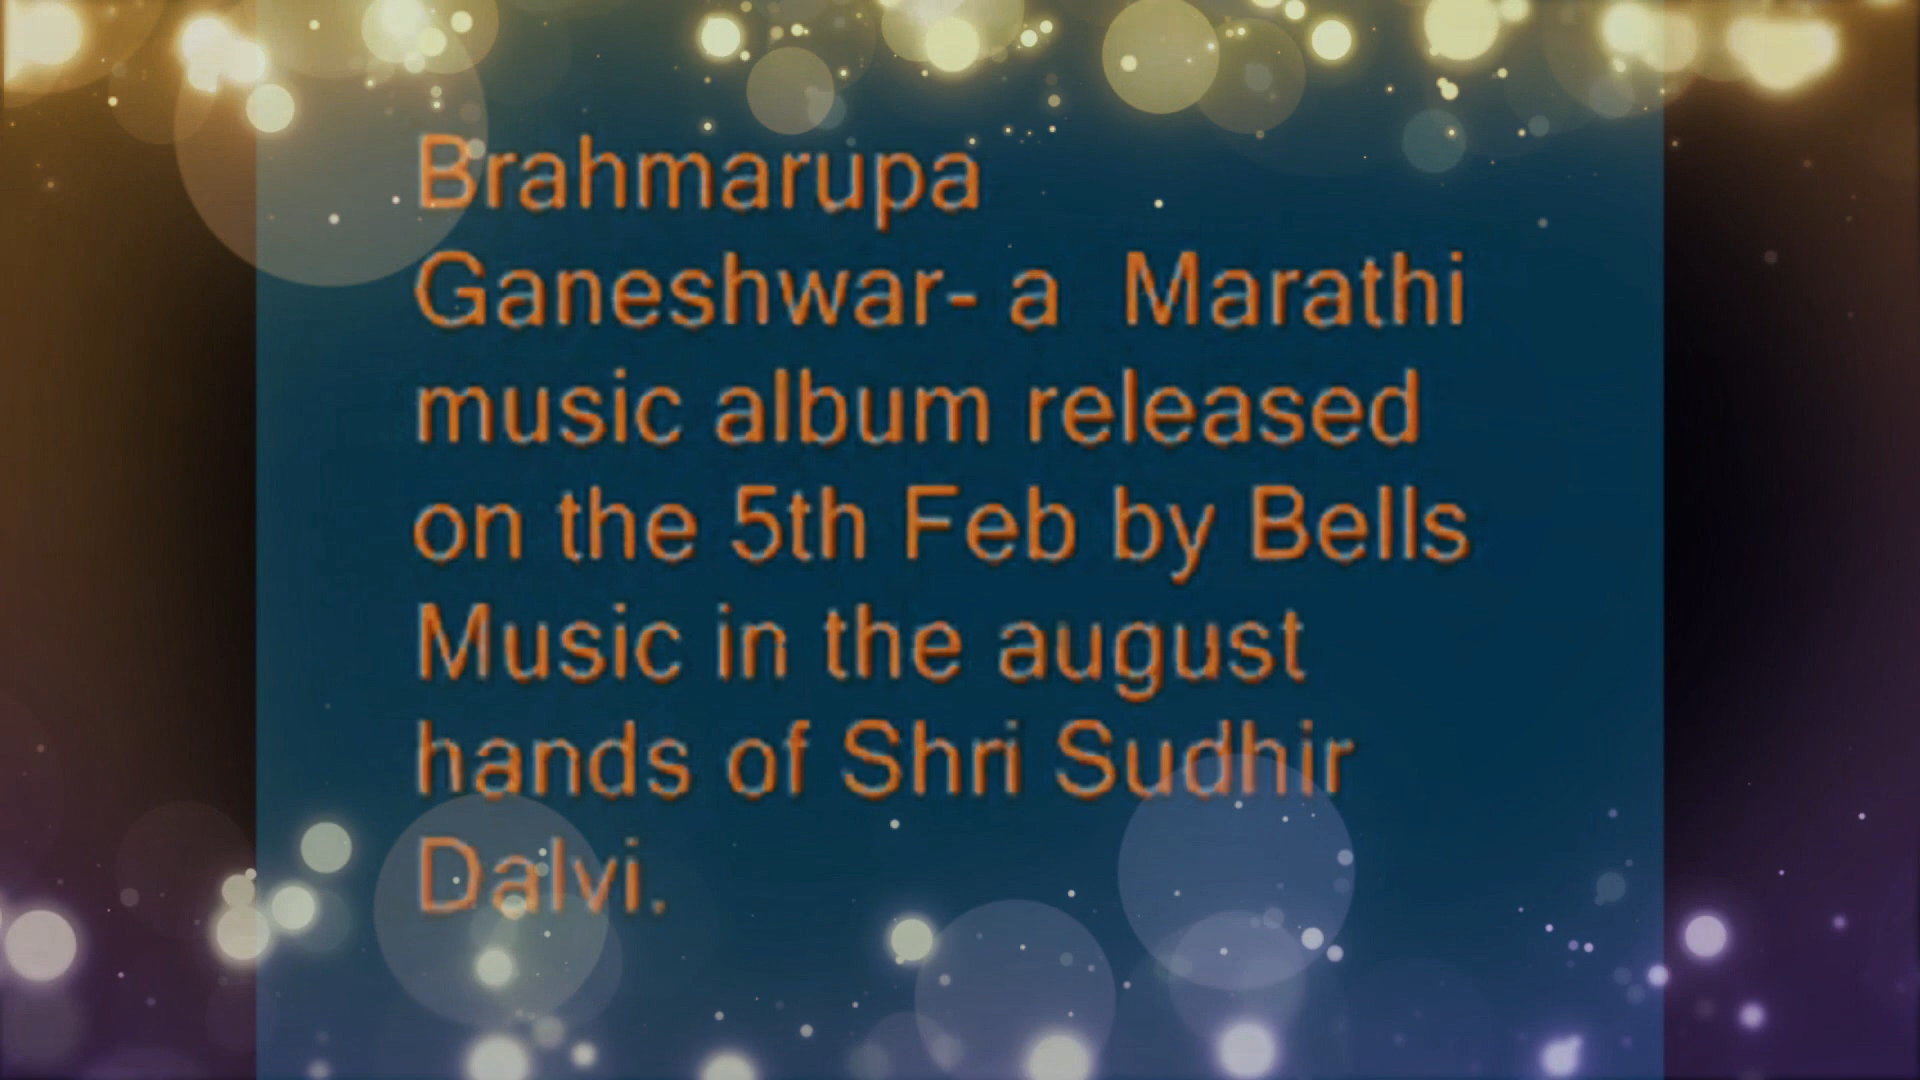 Brahmarupa
Ganeshwar- a Marathi
music album released
on the 5th Feb by Bells
Music in the august
hands of Shri Sudhir
Dalvi.